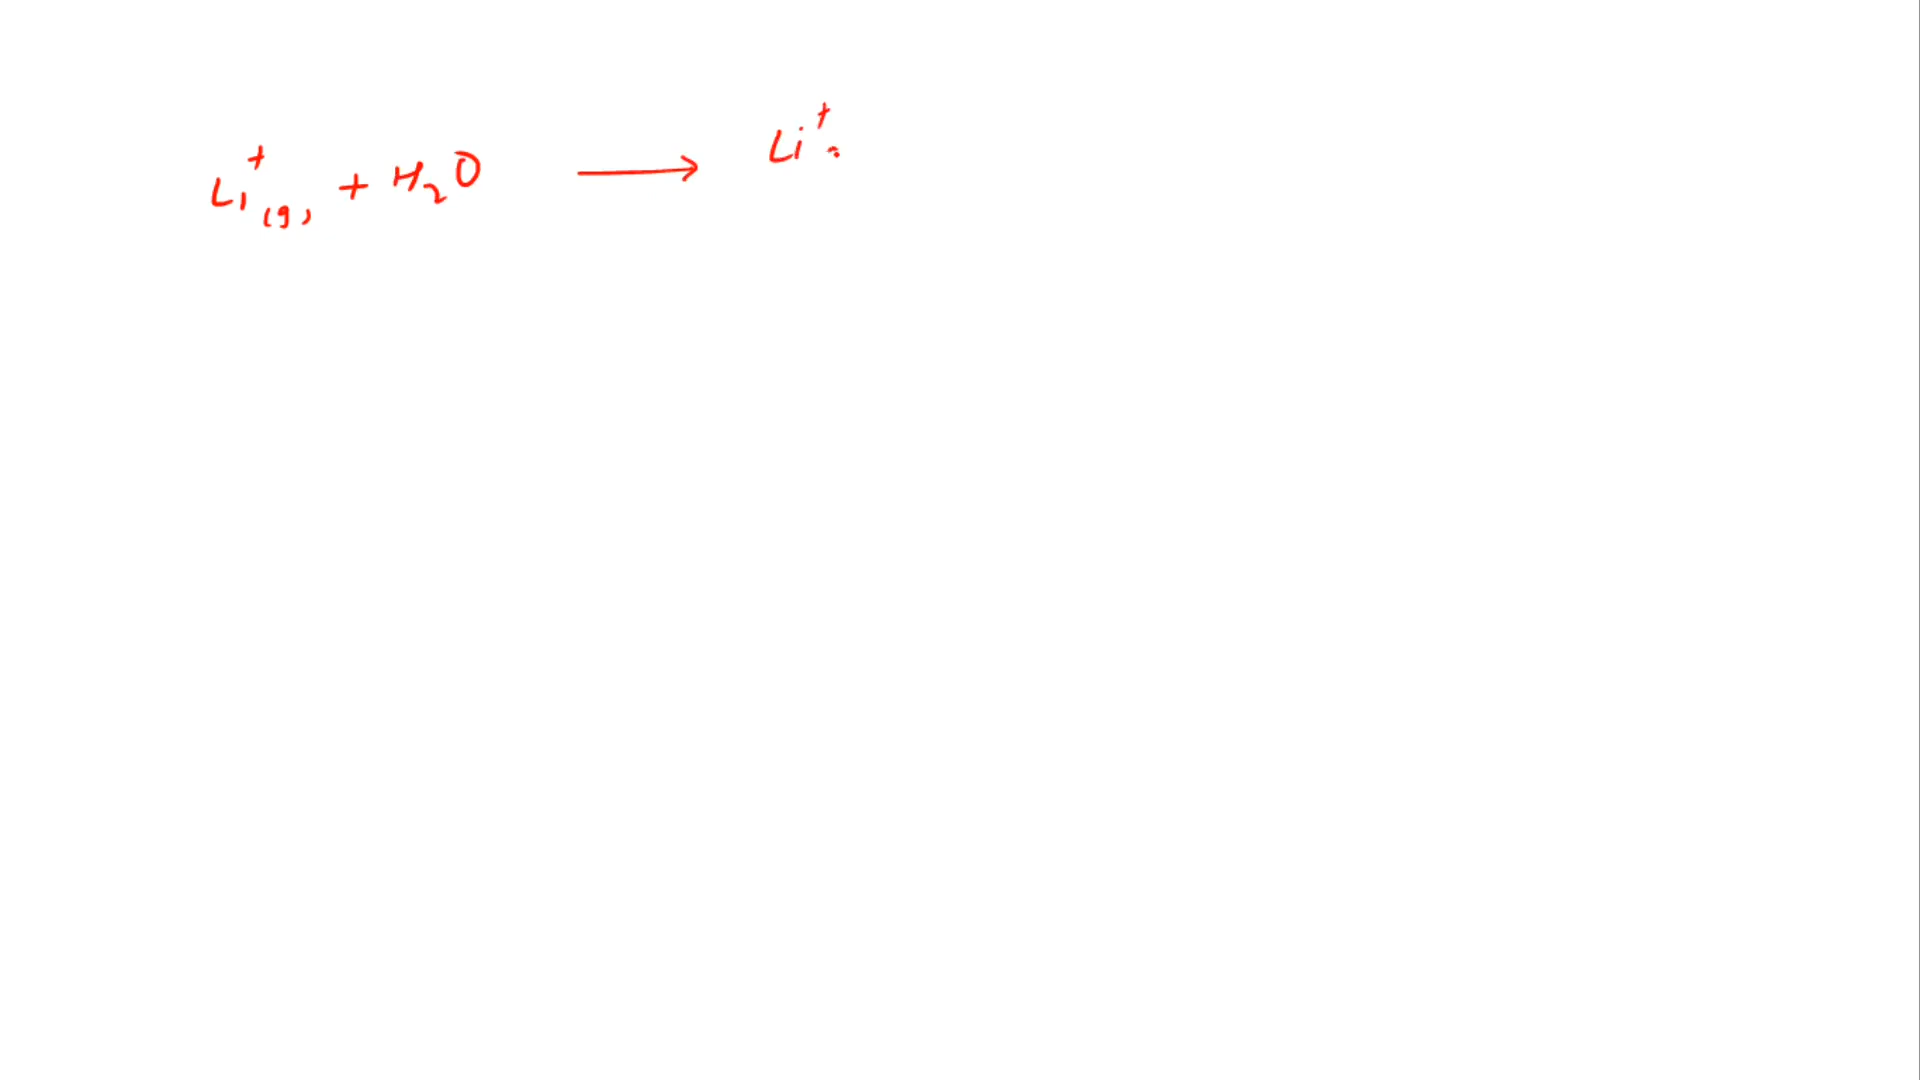 Li⁺(g) + H₂O ⟶ Li⁺